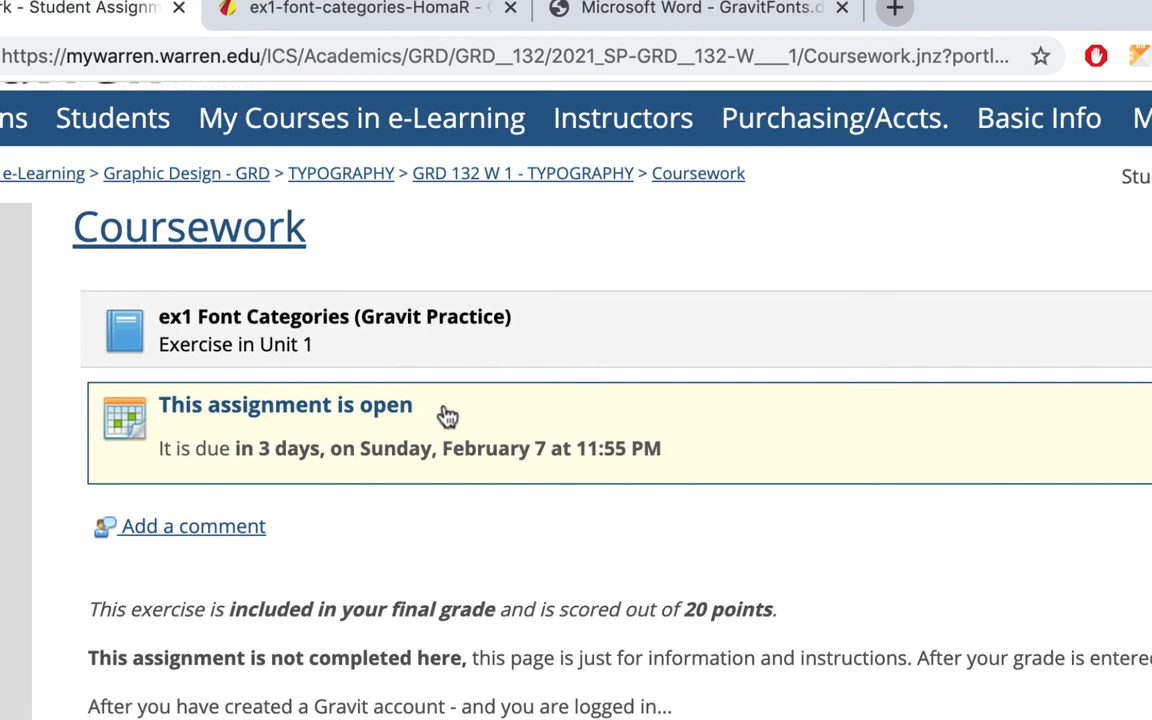 k - Student Assignm
ex1-font-categories-HomaR -
Microsoft Word - GravitFonts.d
https://mywarren.warren.edu/ICS/Academics/GRD/GRD__132/2021_SP-GRD__132-W____1/Coursework.jnz?portl...
ns Students My Courses in e-Learning Instructors Purchasing/Accts. Basic Info M
e-Learning > Graphic Design - GRD > TYPOGRAPHY > GRD 132 W 1 - TYPOGRAPHY > Coursework
Stu
Coursework
ex1 Font Categories (Gravit Practice)
Exercise in Unit 1
This assignment is open
It is due in 3 days, on Sunday, February 7 at 11:55 PM
Add a comment
This exercise is included in your final grade and is scored out of 20 points.
This assignment is not completed here, this page is just for information and instructions. After your grade is entere
After you have created a Gravit account - and you are logged in...